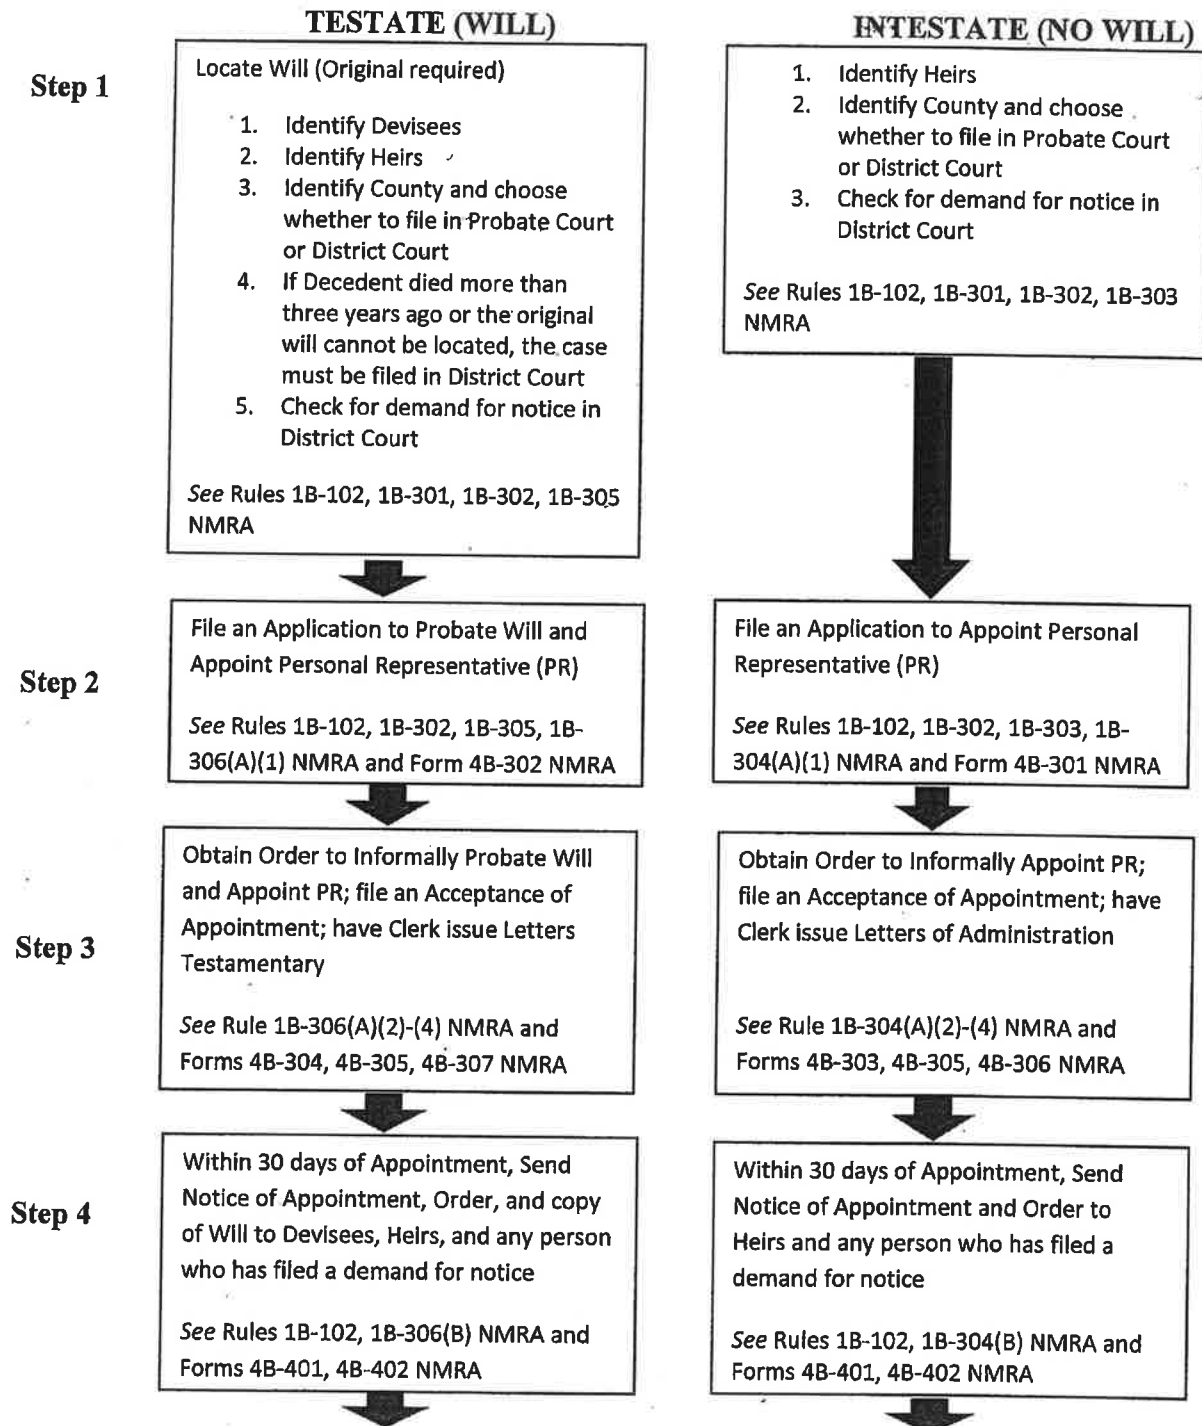 TESTATE (WILL)
Step 1
Locate Will (Original required)
1. Identify Devisees
2. Identify Heirs
3. Identify County and choose
whether to file in Probate Court
or District Court
4. If Decedent died more than
three years ago or the original
will cannot be located, the case
must be filed in District Court
5. Check for demand for notice in
District Court
See Rules 1B-102, 1B-301, 1B-302, 1B-305
NMRA
INTESTATE (NO WILL)
1. Identify Heirs
2. Identify County and choose
whether to file in Probate Court
or District Court
3. Check for demand for notice in
District Court
See Rules 1B-102, 1B-301, 1B-302, 1B-303
NMRA
Step 2
File an Application to Probate Will and
Appoint Personal Representative (PR)
See Rules 1B-102, 1B-302, 1B-305, 1B-
306(A)(1) NMRA and Form 4B-302 NMRA
File an Application to Appoint Personal
Representative (PR)
See Rules 1B-102, 1B-302, 1B-303, 1B-
304(A)(1) NMRA and Form 4B-301 NMRA
Step 3
Obtain Order to Informally Probate Will
and Appoint PR; file an Acceptance of
Appointment; have Clerk issue Letters
Testamentary
See Rule 1B-306(A)(2)-(4) NMRA and
Forms 4B-304, 4B-305, 4B-307 NMRA
Obtain Order to Informally Appoint PR;
file an Acceptance of Appointment; have
Clerk issue Letters of Administration
See Rule 1B-304(A)(2)-(4) NMRA and
Forms 4B-303, 4B-305, 4B-306 NMRA
Step 4
Within 30 days of Appointment, Send
Notice of Appointment, Order, and copy
of Will to Devisees, Heirs, and any person
who has filed a demand for notice
See Rules 1B-102, 1B-306(B) NMRA and
Forms 4B-401, 4B-402 NMRA
Within 30 days of Appointment, Send
Notice of Appointment and Order to
Heirs and any person who has filed a
demand for notice
See Rules 1B-102, 1B-304(B) NMRA and
Forms 4B-401, 4B-402 NMRA